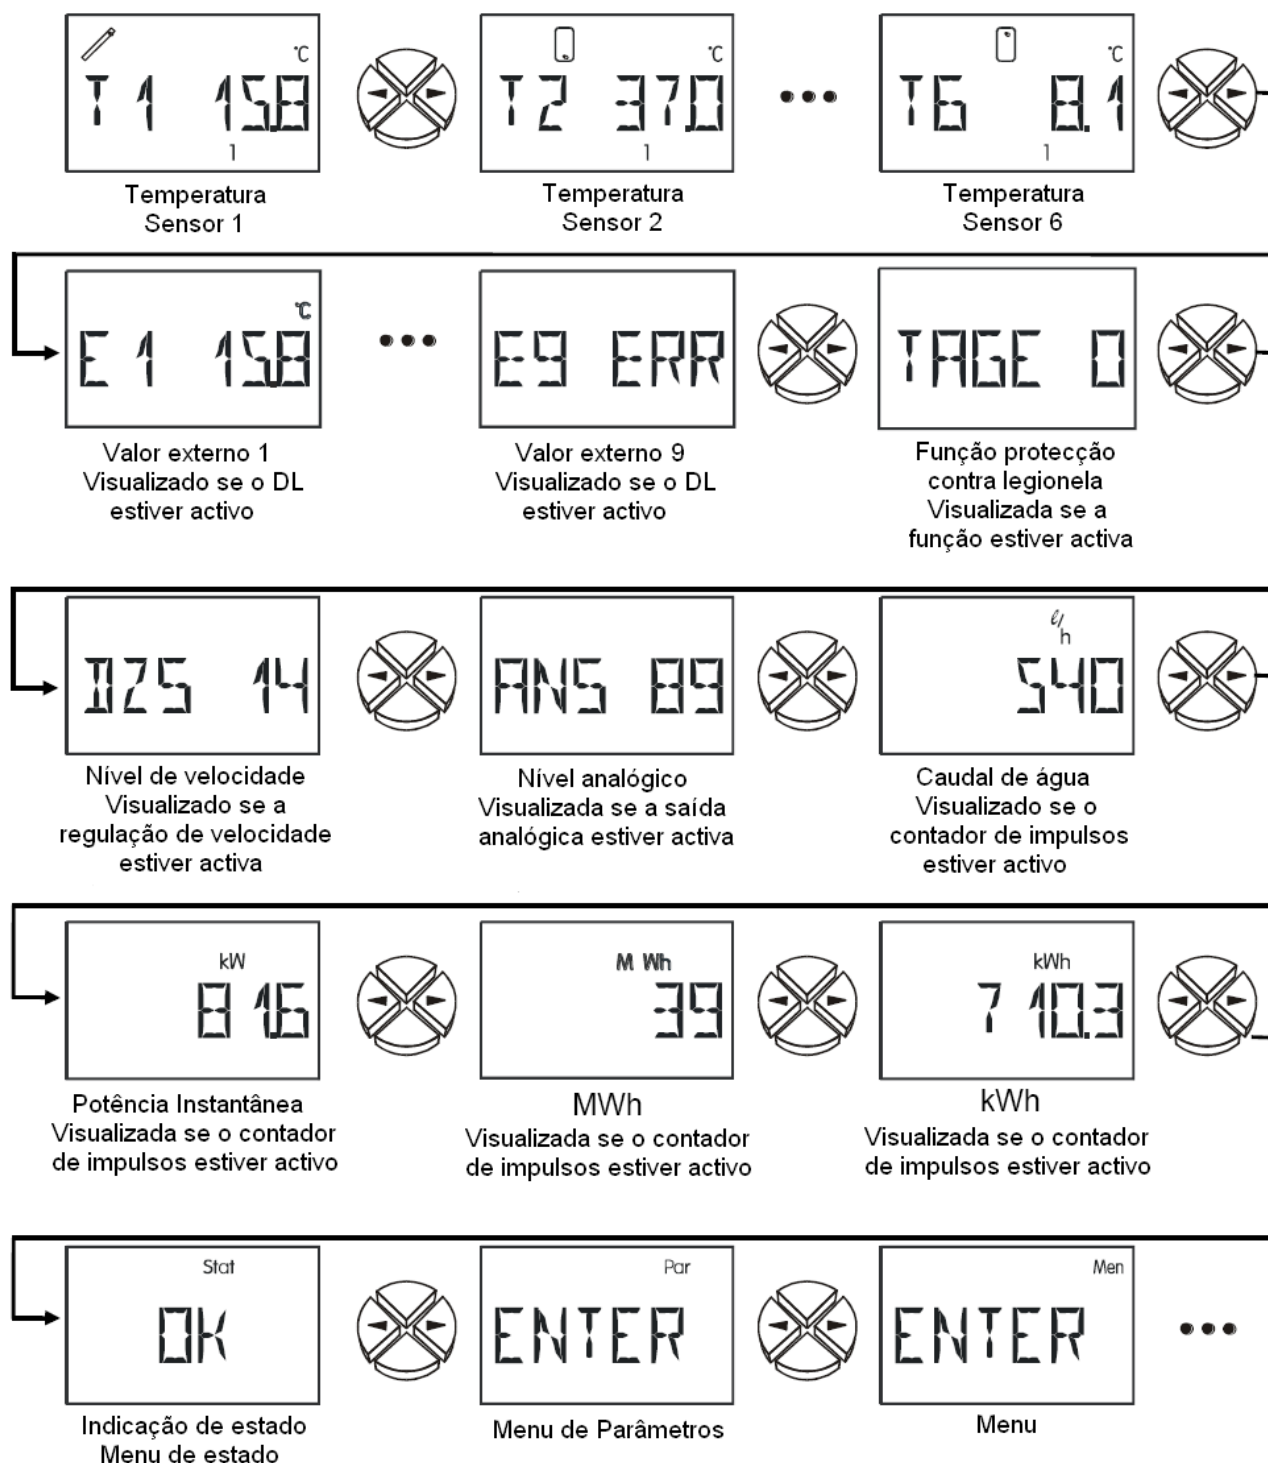 °C
T1 15.8
1
Temperatura
Sensor 1
°C
T2 37.0
1
Temperatura
Sensor 2
°C
T6 8.1
1
Temperatura
Sensor 6
°C
E1 15.8
Valor externo 1
Visualizado se o DL
estiver activo
E9 ERR
Valor externo 9
Visualizado se o DL
estiver activo
TAGE 0
Função protecção
contra legionela
Visualizada se a
função estiver activa
DZS 14
Nível de velocidade
Visualizado se a
regulação de velocidade
estiver activa
ANS 89
Nível analógico
Visualizada se a saída
analógica estiver activa
ℓ/h
540
Caudal de água
Visualizado se o
contador de impulsos
estiver activo
kW
81.6
Potência Instantânea
Visualizada se o contador
de impulsos estiver activo
M Wh
39
MWh
Visualizada se o contador
de impulsos estiver activo
kWh
710.3
kWh
Visualizada se o contador
de impulsos estiver activo
Stat
OK
Indicação de estado
Menu de estado
Par
ENTER
Menu de Parâmetros
Men
ENTER
Menu